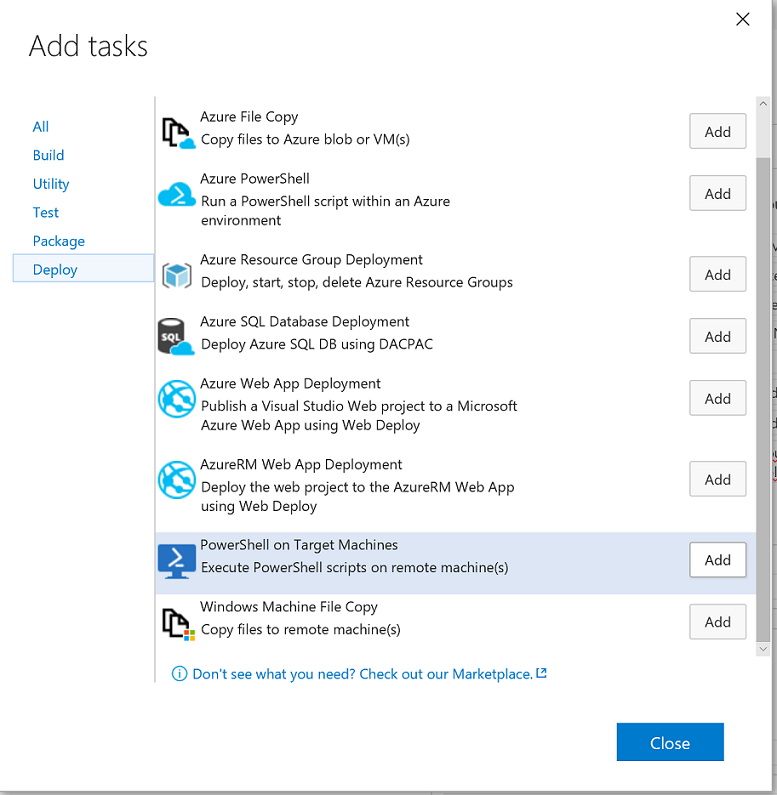 Add tasks
All
Build
Utility
Test
Package
Deploy
Azure File Copy
Copy files to Azure blob or VM(s)
Add
Azure PowerShell
Run a PowerShell script within an Azure
environment
Add
Azure Resource Group Deployment
Deploy, start, stop, delete Azure Resource Groups
Add
SQL
Azure SQL Database Deployment
Deploy Azure SQL DB using DACPAC
Add
Azure Web App Deployment
Publish a Visual Studio Web project to a Microsoft
Azure Web App using Web Deploy
Add
AzureRM Web App Deployment
Deploy the web project to the AzureRM Web App
using Web Deploy
Add
PowerShell on Target Machines
Execute PowerShell scripts on remote machine(s)
Add
Windows Machine File Copy
Copy files to remote machine(s)
Add
Don't see what you need? Check out our Marketplace.
Close